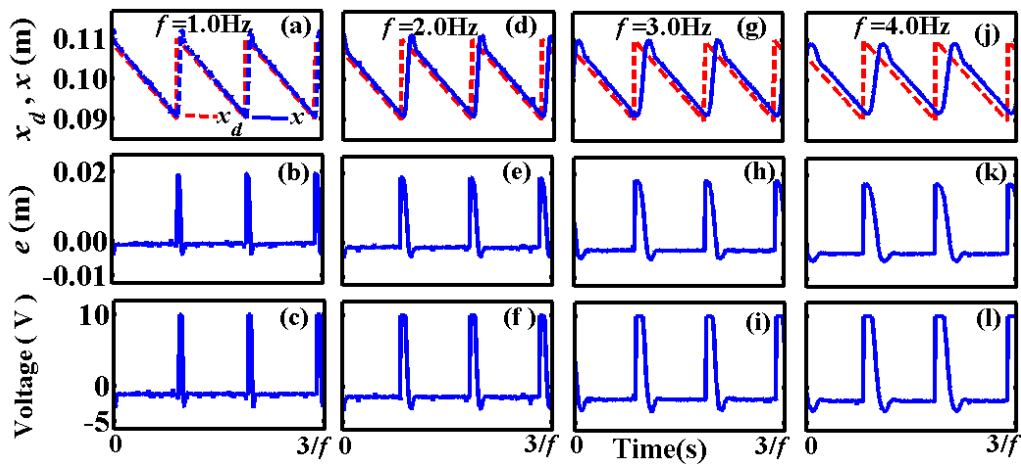 f=1.0Hz (a) f=2.0Hz (d) f=3.0Hz (g) f=4.0Hz (j)
x_d, x (m)
0.11
0.10
0.09
x_d x
(b) (e) (h) (k)
e (m)
0.02
0.00
-0.01
(c) (f) (i) (l)
Voltage ( V )
10
0
-5
0 3/f 0 3/f 0 Time(s) 3/f 0 3/f